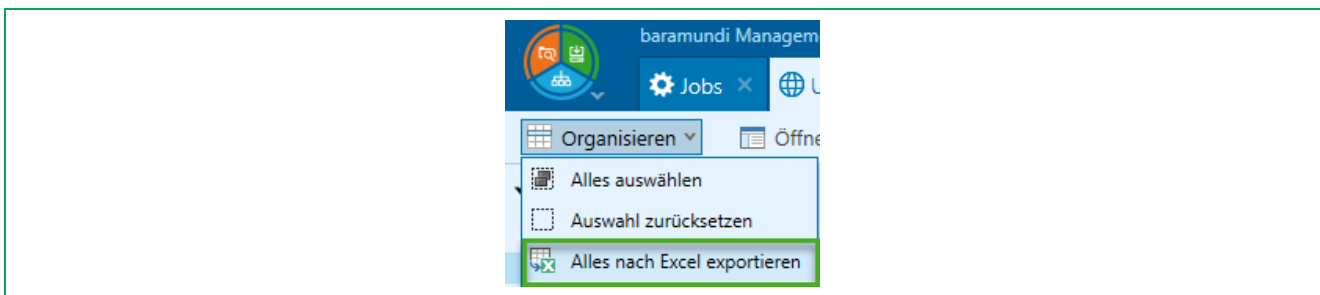 baramundi Managem
Jobs
Organisieren
Öffne
Alles auswählen
Auswahl zurücksetzen
Alles nach Excel exportieren